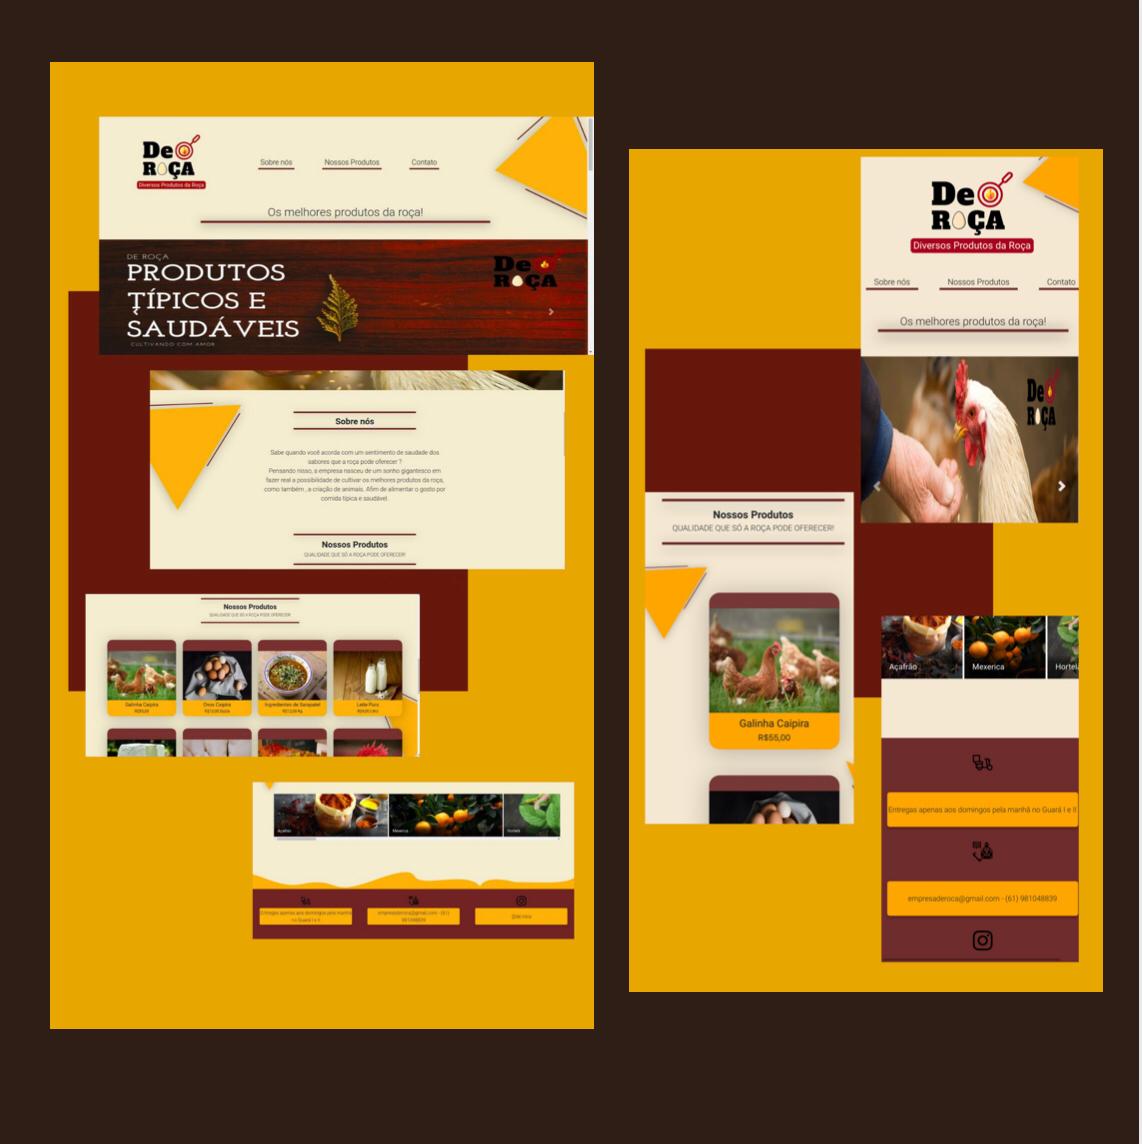 De
ROÇA
Diversos Produtos da Roça
Sobre nós
Nossos Produtos
Contato
Os melhores produtos da roça!
DE ROÇA
PRODUTOS
TÍPICOS E
SAUDÁVEIS
CULTIVANDO COM AMOR
De
ROÇA
Sobre nós
Sabe quando você acorda com um sentimento de saudade dos
sabores que a roça pode oferecer ?
Pensando nisso, a empresa nasceu de um sonho gigantesco em
fazer real a possibilidade de cultivar os melhores produtos da roça,
como também , a criação de animais. Afim de alimentar o gosto por
comida típica e saudável.
Nossos Produtos
QUALIDADE QUE SÓ A ROÇA PODE OFERECER!
Nossos Produtos
QUALIDADE QUE SÓ A ROÇA PODE OFERECER!
Galinha Caipira
R$55,00
Ovos Caipira
Ingredientes de Sarapatel
Leite Puro
Açafrão
Mexerica
Hortelã
Entregas apenas aos domingos pela manhã
no Guará I e II
empresaderoca@gmail.com - (61)
981048839
De
ROÇA
Diversos Produtos da Roça
Sobre nós
Nossos Produtos
Contato
Os melhores produtos da roça!
De
ROÇA
Nossos Produtos
QUALIDADE QUE SÓ A ROÇA PODE OFERECER!
Galinha Caipira
R$55,00
Açafrão
Mexerica
Hortelã
Entregas apenas aos domingos pela manhã no Guará I e II
empresaderoca@gmail.com - (61) 981048839